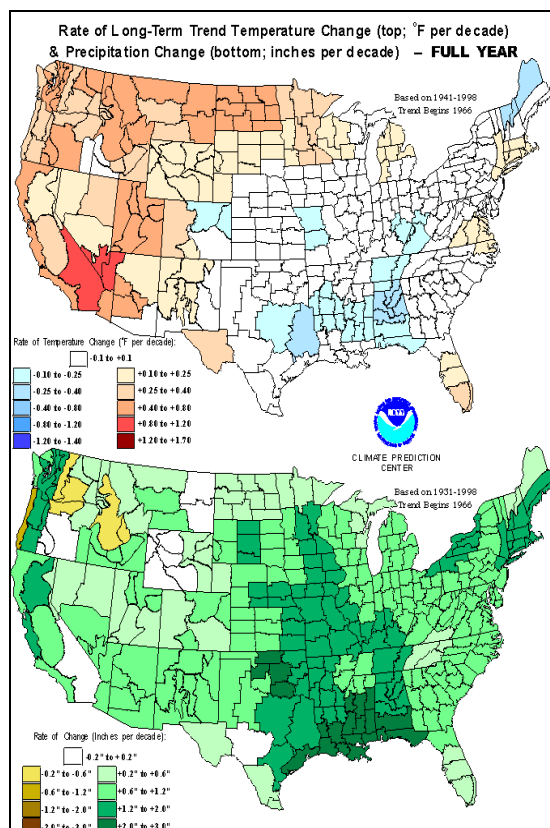 Rate of Long-Term Trend Temperature Change (top; °F per decade)
& Precipitation Change (bottom; inches per decade) – FULL YEAR
Based on 1941-1998
Trend Begins 1966
Rate of Temperature Change (°F per decade):
-0.1 to +0.1
-0.10 to -0.25
-0.25 to -0.40
-0.40 to -0.80
-0.80 to -1.20
-1.20 to -1.40
+0.10 to +0.25
+0.25 to +0.40
+0.40 to +0.80
+0.80 to +1.20
+1.20 to +1.70
CLIMATE PREDICTION
CENTER
Based on 1931-1998
Trend Begins 1966
Rate of Change (Inches per decade):
-0.2" to +0.2"
-0.2" to -0.6"
-0.6" to -1.2"
-1.2" to -2.0"
-2.0" to -3.0"
+0.2" to +0.6"
+0.6" to +1.2"
+1.2" to +2.0"
+2.0" to +3.0"